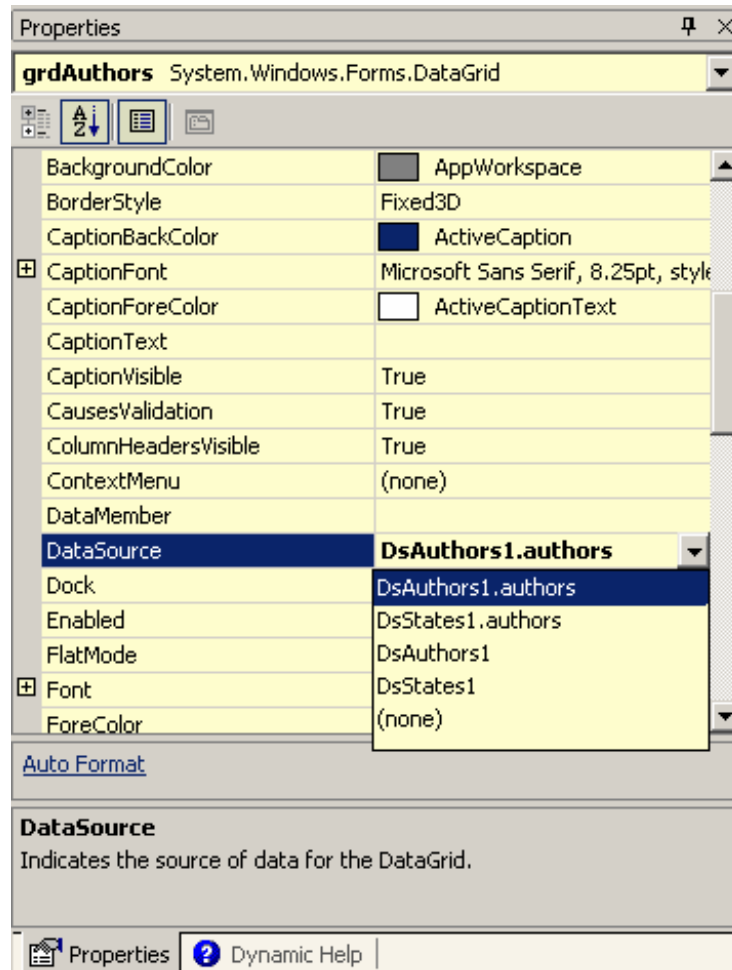 Properties
grdAuthors System.Windows.Forms.DataGrid
BackgroundColor AppWorkspace
BorderStyle Fixed3D
CaptionBackColor ActiveCaption
CaptionFont Microsoft Sans Serif, 8.25pt, style
CaptionForeColor ActiveCaptionText
CaptionText
CaptionVisible True
CausesValidation True
ColumnHeadersVisible True
ContextMenu (none)
DataMember
DataSource DsAuthors1.authors
Dock DsAuthors1.authors
Enabled DsStates1.authors
FlatMode DsAuthors1
Font DsStates1
ForeColor (none)
Auto Format
DataSource
Indicates the source of data for the DataGrid.
Properties Dynamic Help